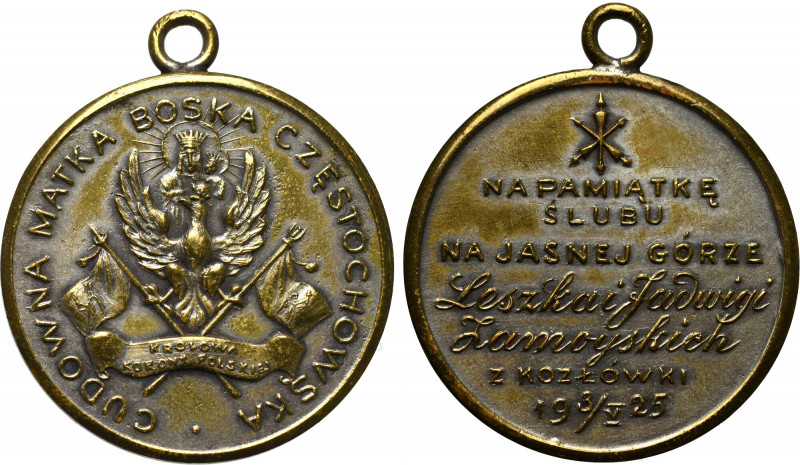 CUDOWNA MATKA BOSKA CZĘSTOCHOWSKA
KRÓLOWA
KORONY POLSKIEJ
NA PAMIĄTKĘ
ŚLUBU
NA JASNEJ GÓRZE
Leszka i Jadwigi
Zamoyskich
Z KOZŁÓWKI
19 3/V 25